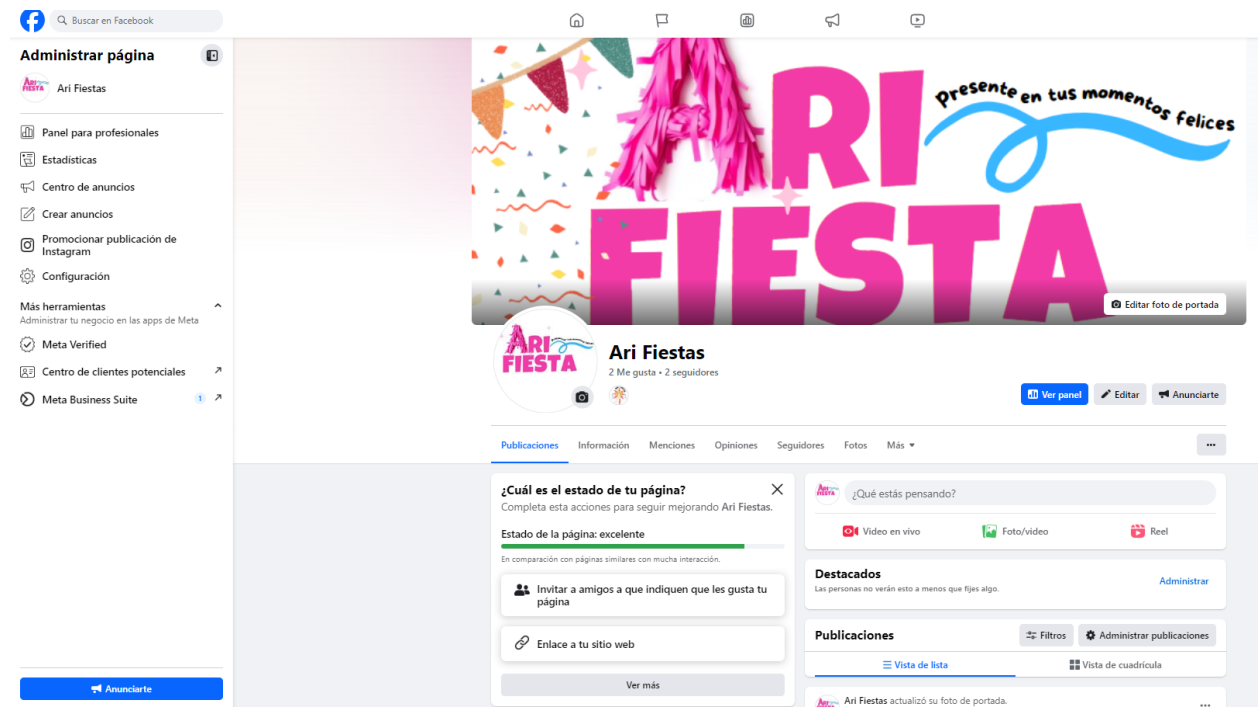 Buscar en Facebook
Administrar página
Ari Fiestas
Panel para profesionales
Estadísticas
Centro de anuncios
Crear anuncios
Promocionar publicación de
Instagram
Configuración
Más herramientas
Administrar tu negocio en las apps de Meta
Meta Verified
Centro de clientes potenciales
Meta Business Suite 1
Anunciarte
ARI
Presente en tus momentos felices
FIESTA
Editar foto de portada
ARI
FIESTA
Ari Fiestas
2 Me gusta • 2 seguidores
Ver panel
Editar
Anunciarte
Publicaciones
Información
Menciones
Opiniones
Seguidores
Fotos
Más
¿Cuál es el estado de tu página?
Completa esta acciones para seguir mejorando Ari Fiestas.
Estado de la página: excelente
En comparación con páginas similares con mucha interacción.
Invitar a amigos a que indiquen que les gusta tu
página
Enlace a tu sitio web
Ver más
¿Qué estás pensando?
Video en vivo
Foto/video
Reel
Destacados
Administrar
Las personas no verán esto a menos que fijes algo.
Publicaciones
Filtros
Administrar publicaciones
Vista de lista
Vista de cuadrícula
Ari Fiestas actualizó su foto de portada.